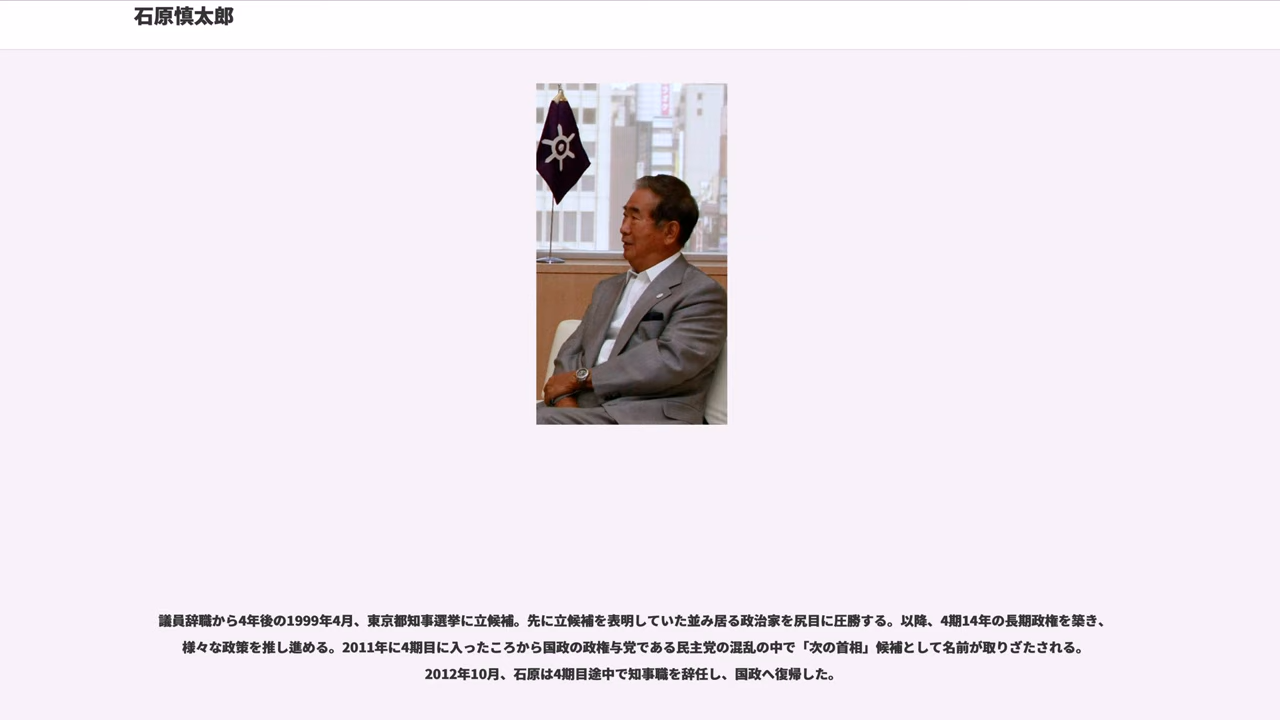 石原慎太郎
議員辞職から4年後の1999年4月、東京都知事選挙に立候補。先に立候補を表明していた並み居る政治家を尻目に圧勝する。以降、4期14年の長期政権を築き、
様々な政策を推し進める。2011年に4期目に入ったころから国政の政権与党である民主党の混乱の中で「次の首相」候補として名前が取りざたされる。
2012年10月、石原は4期目途中で知事職を辞任し、国政へ復帰した。